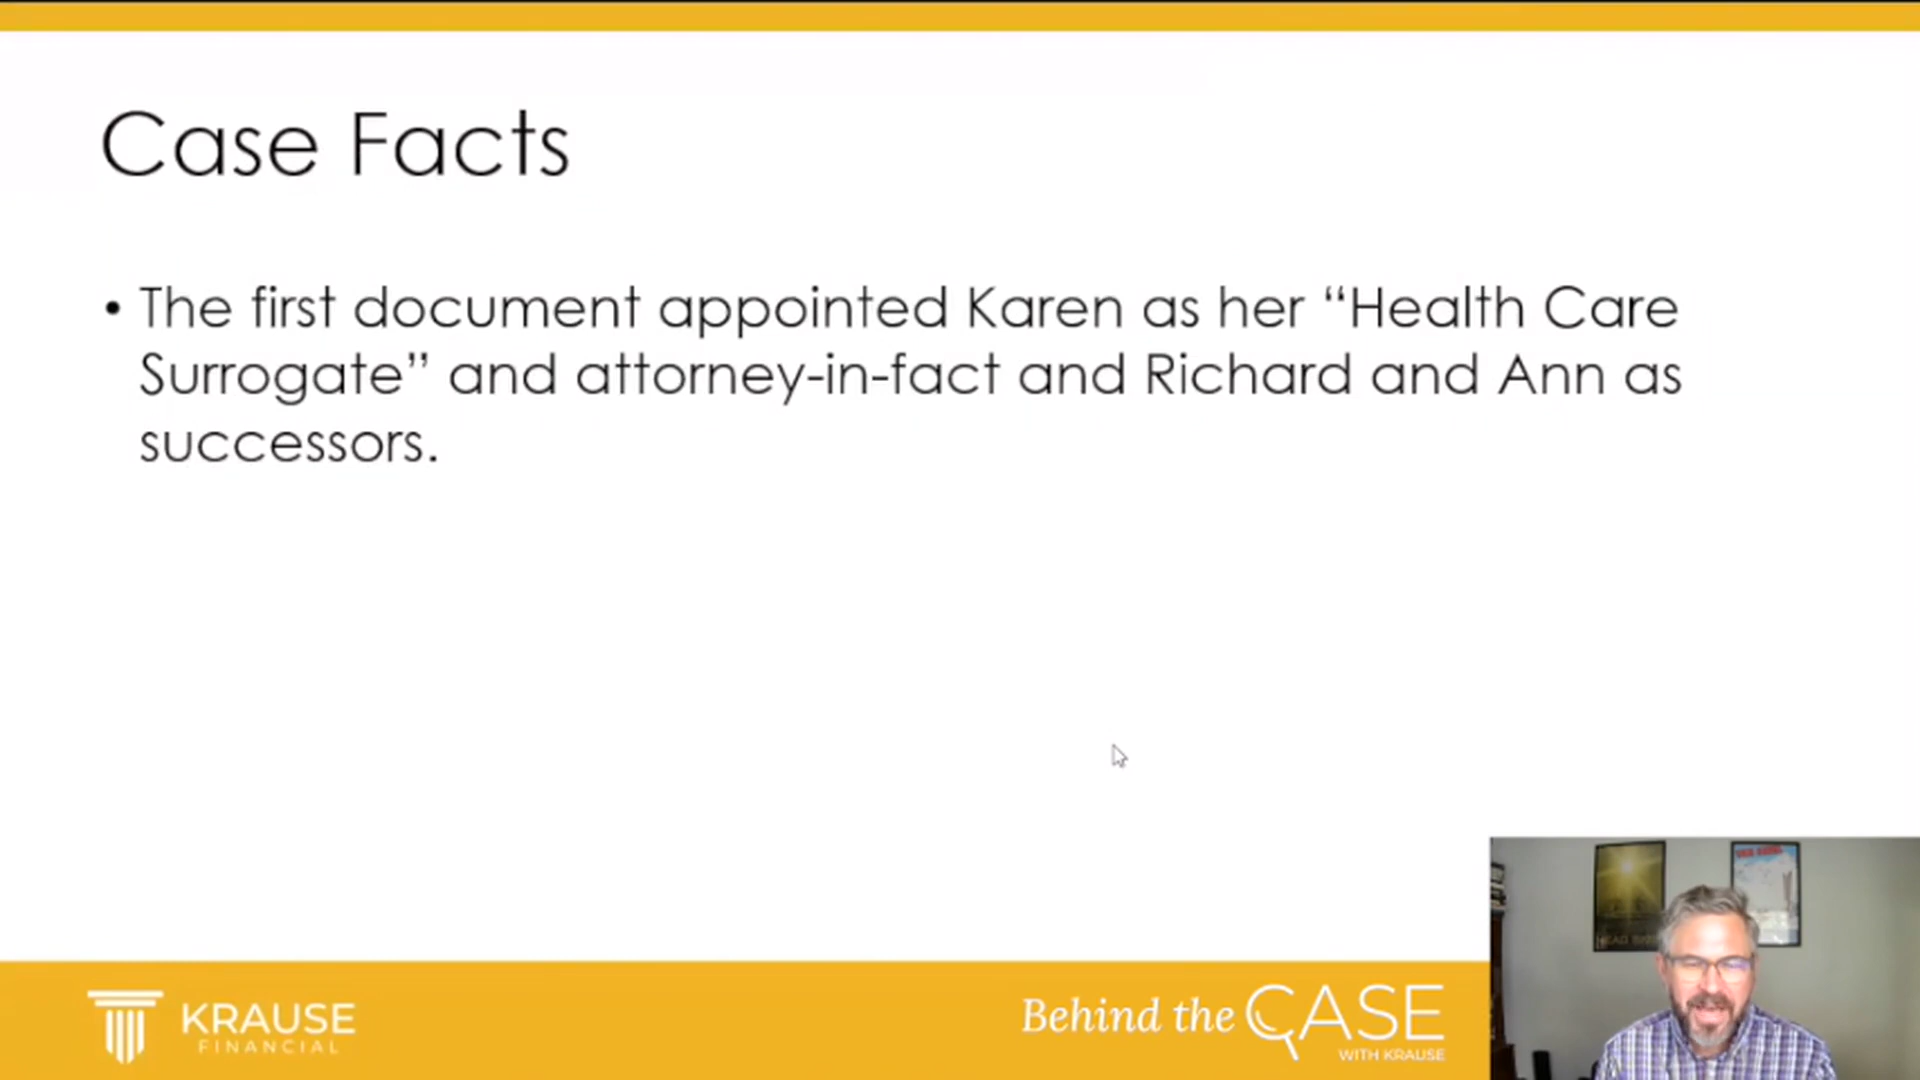 Case Facts
• The first document appointed Karen as her “Health Care
Surrogate” and attorney-in-fact and Richard and Ann as
successors.
KRAUSE
FINANCIAL
Behind the CASE
WITH KRAUSE